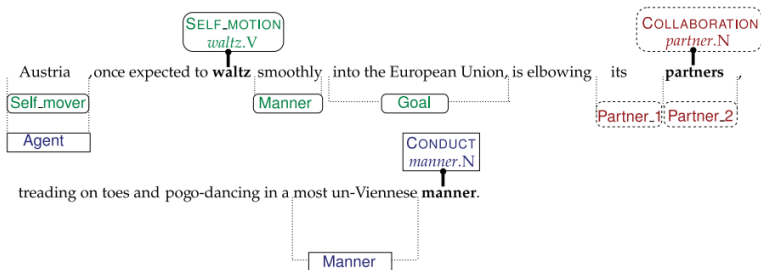 SELF_MOTION COLLABORATION
waltz.V partner.N
Austria , once expected to waltz smoothly into the European Union, is elbowing its partners ,
Self_mover Manner Goal Partner_1 Partner_2
Agent CONDUCT
manner.N
treading on toes and pogo-dancing in a most un-Viennese manner.
Manner